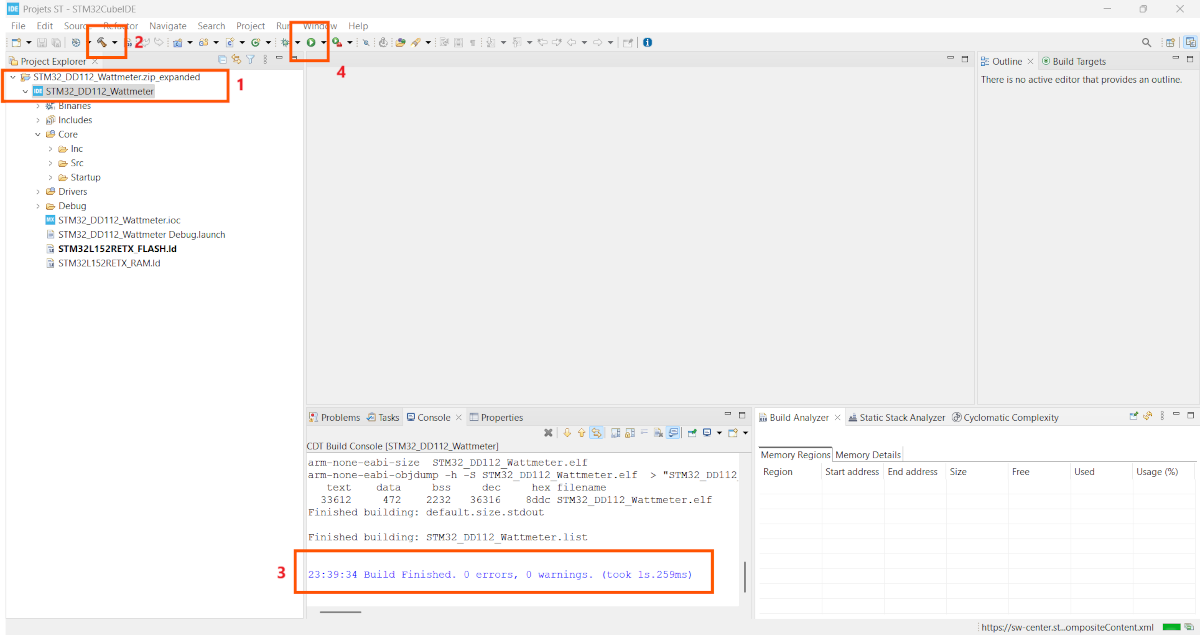 IDE Projets ST - STM32CubeIDE
File Edit Sourc Refactor Navigate Search Project Run Window Help
2
4
Project Explorer
STM32_DD112_Wattmeter.zip_expanded
1
IDE STM32_DD112_Wattmeter
Binaries
Includes
Core
Inc
Src
Startup
Drivers
Debug
MX STM32_DD112_Wattmeter.ioc
STM32_DD112_Wattmeter Debug.launch
STM32L152RETX_FLASH.ld
STM32L152RETX_RAM.ld
Outline Build Targets
There is no active editor that provides an outline.
Problems Tasks Console Properties
CDT Build Console [STM32_DD112_Wattmeter]
arm-none-eabi-size STM32_DD112_Wattmeter.elf
arm-none-eabi-objdump -h -S STM32_DD112_Wattmeter.elf > "STM32_DD112_
text data bss dec hex filename
33612 472 2232 36316 8ddc STM32_DD112_Wattmeter.elf
Finished building: default.size.stdout
Finished building: STM32_DD112_Wattmeter.list
3
23:39:34 Build Finished. 0 errors, 0 warnings. (took 1s.259ms)
Build Analyzer Static Stack Analyzer Cyclomatic Complexity
Memory Regions Memory Details
Region Start address End address Size Free Used Usage (%)
https://sw-center.st...ompositeContent.xml